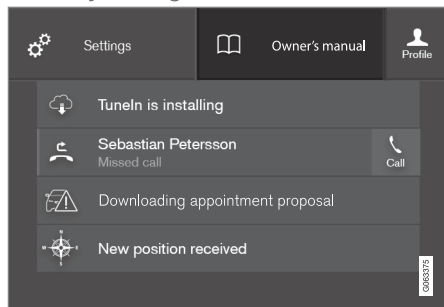 Settings
Owner's manual
Profile
TuneIn is installing
Sebastian Petersson
Missed call
Call
Downloading appointment proposal
New position received
G063375